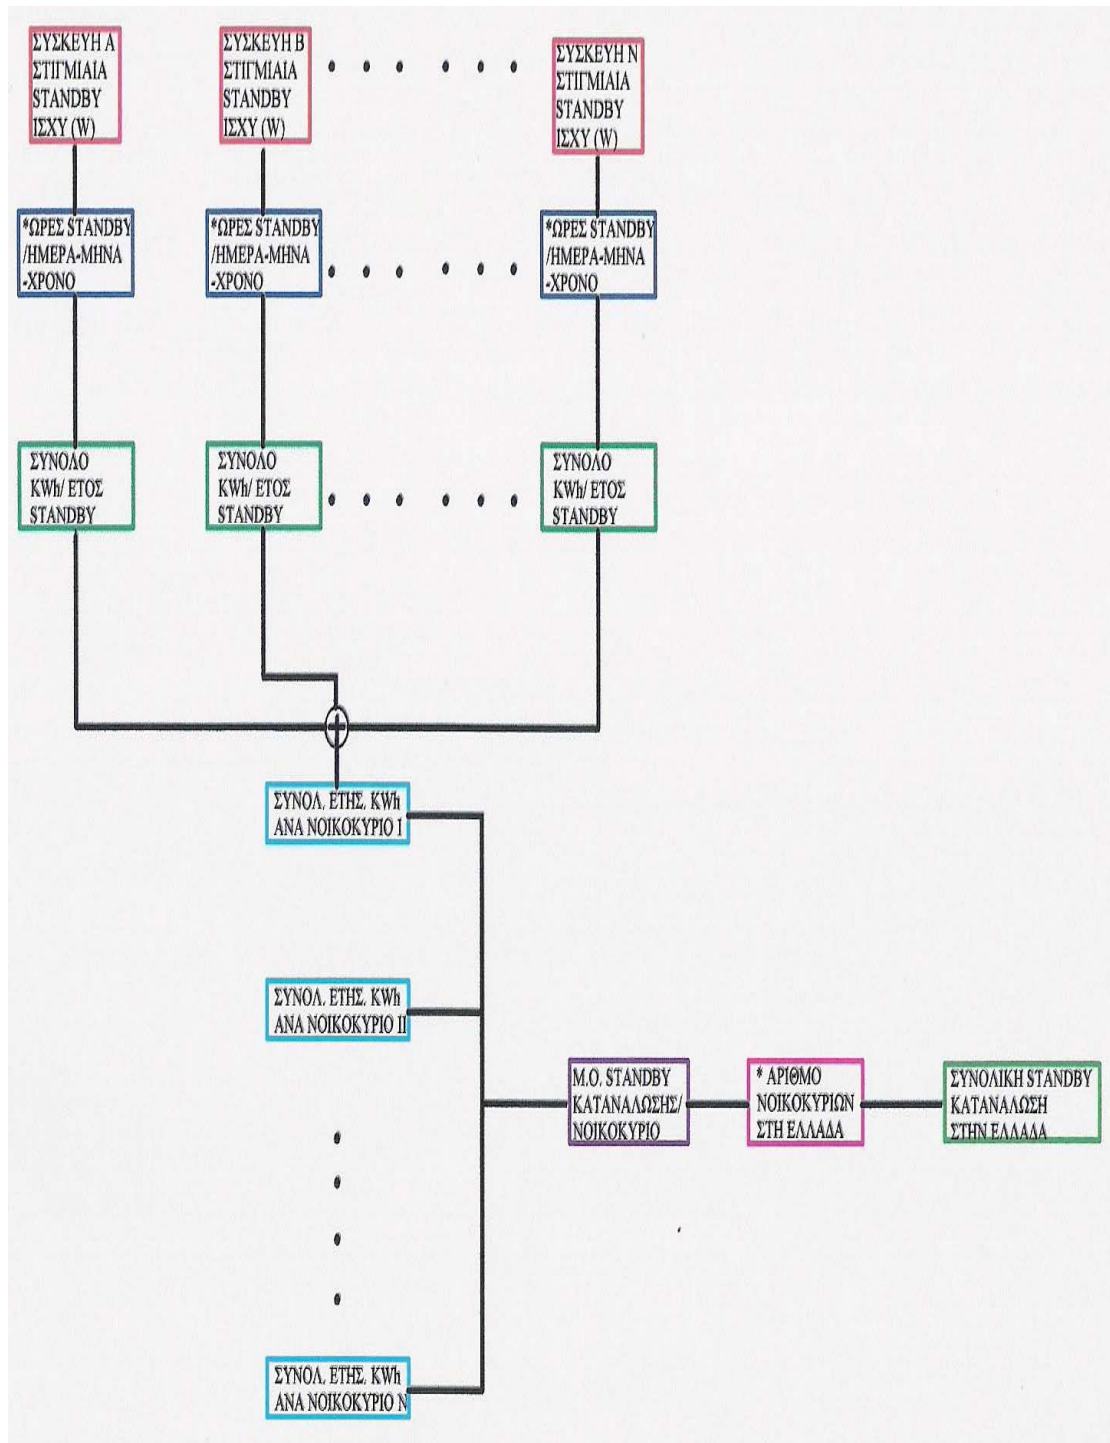 ΣΥΣΚΕΥΗ Α
ΣΤΙΓΜΙΑΙΑ
STANDBY
ΙΣΧΥ (W)
ΣΥΣΚΕΥΗ Β
ΣΤΙΓΜΙΑΙΑ
STANDBY
ΙΣΧΥ (W)
ΣΥΣΚΕΥΗ Ν
ΣΤΙΓΜΙΑΙΑ
STANDBY
ΙΣΧΥ (W)
*ΩΡΕΣ STANDBY
/ΗΜΕΡΑ-ΜΗΝΑ
-ΧΡΟΝΟ
*ΩΡΕΣ STANDBY
/ΗΜΕΡΑ-ΜΗΝΑ
-ΧΡΟΝΟ
*ΩΡΕΣ STANDBY
/ΗΜΕΡΑ-ΜΗΝΑ
-ΧΡΟΝΟ
ΣΥΝΟΛΟ
KWh/ ΕΤΟΣ
STANDBY
ΣΥΝΟΛΟ
KWh/ ΕΤΟΣ
STANDBY
ΣΥΝΟΛΟ
KWh/ ΕΤΟΣ
STANDBY
ΣΥΝΟΛ. ΕΤΗΣ. KWh
ΑΝΑ ΝΟΙΚΟΚΥΡΙΟ I
ΣΥΝΟΛ. ΕΤΗΣ. KWh
ΑΝΑ ΝΟΙΚΟΚΥΡΙΟ II
Μ.Ο. STANDBY
ΚΑΤΑΝΑΛΩΣΗΣ/
ΝΟΙΚΟΚΥΡΙΟ
* ΑΡΙΘΜΟ
ΝΟΙΚΟΚΥΡΙΩΝ
ΣΤΗ ΕΛΛΑΔΑ
ΣΥΝΟΛΙΚΗ STANDBY
ΚΑΤΑΝΑΛΩΣΗ
ΣΤΗΝ ΕΛΛΑΔΑ
ΣΥΝΟΛ. ΕΤΗΣ. KWh
ΑΝΑ ΝΟΙΚΟΚΥΡΙΟ N